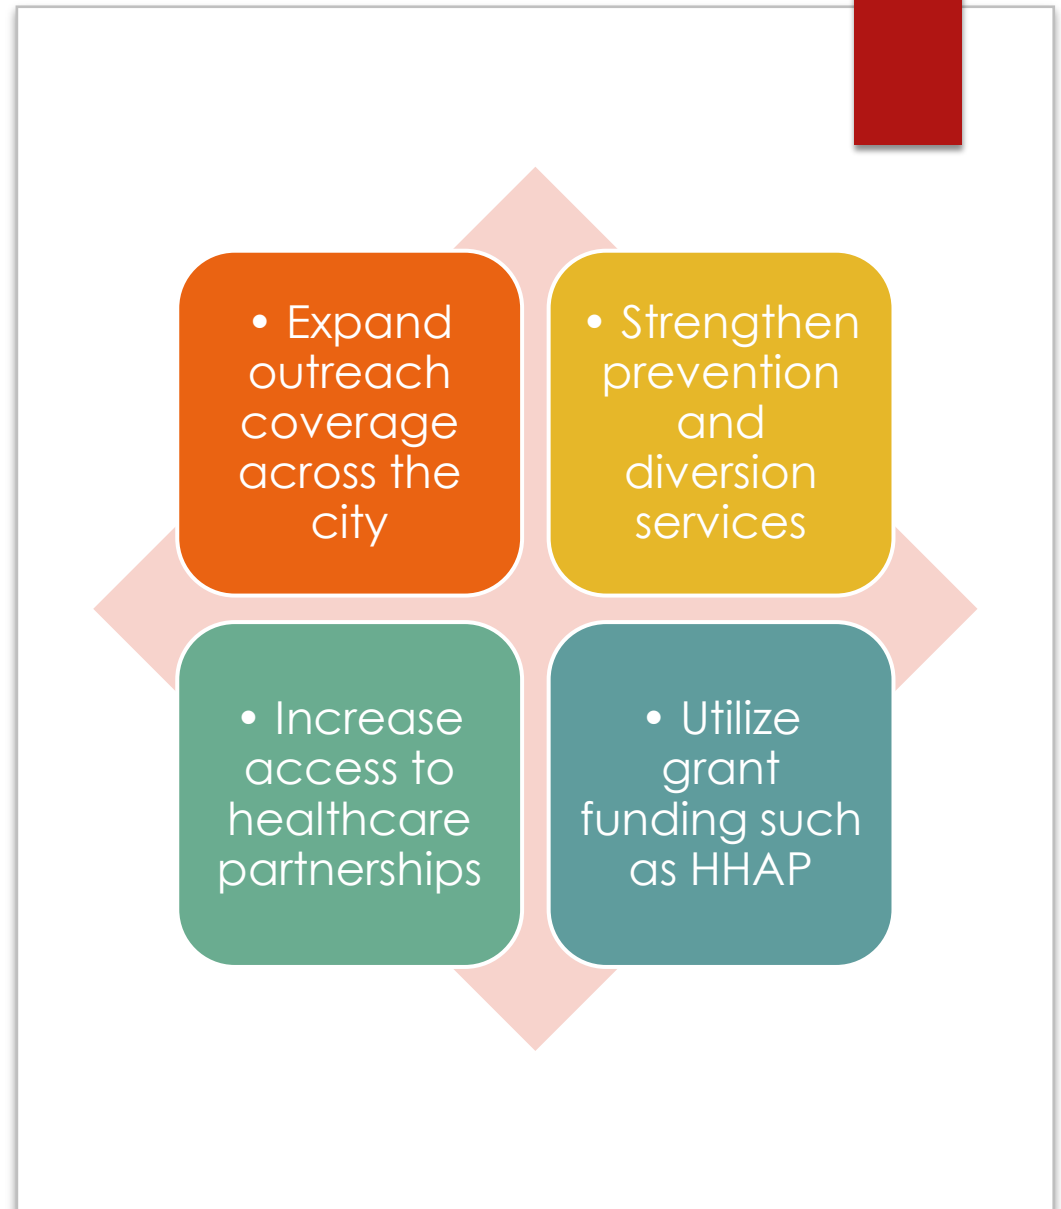 • Expand
outreach
coverage
across the
city
• Strengthen
prevention
and
diversion
services
• Increase
access to
healthcare
partnerships
• Utilize
grant
funding such
as HHAP